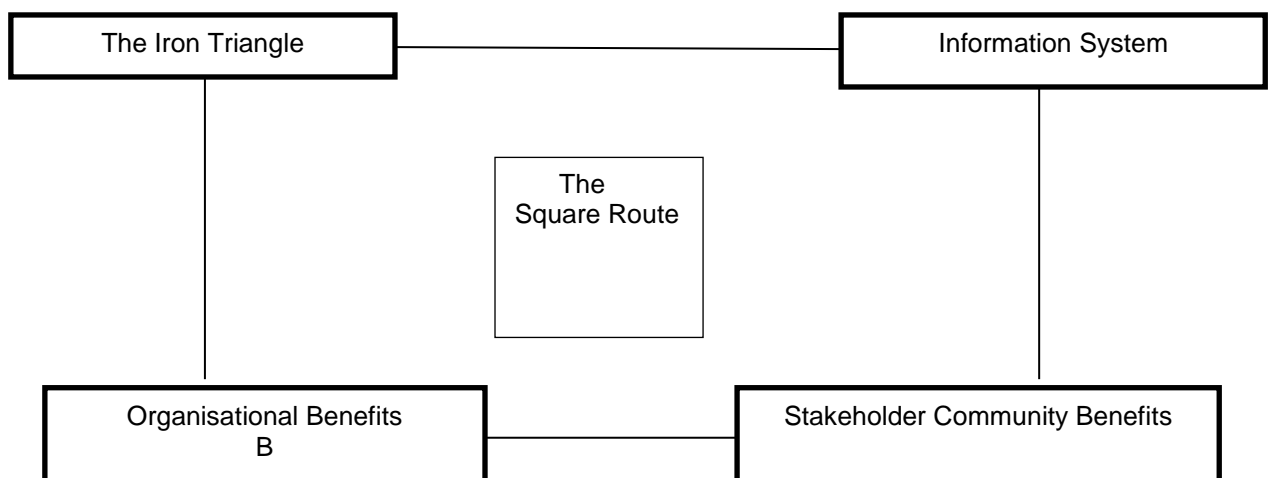 The Iron Triangle
Information System
The
Square Route
Organisational Benefits
B
Stakeholder Community Benefits